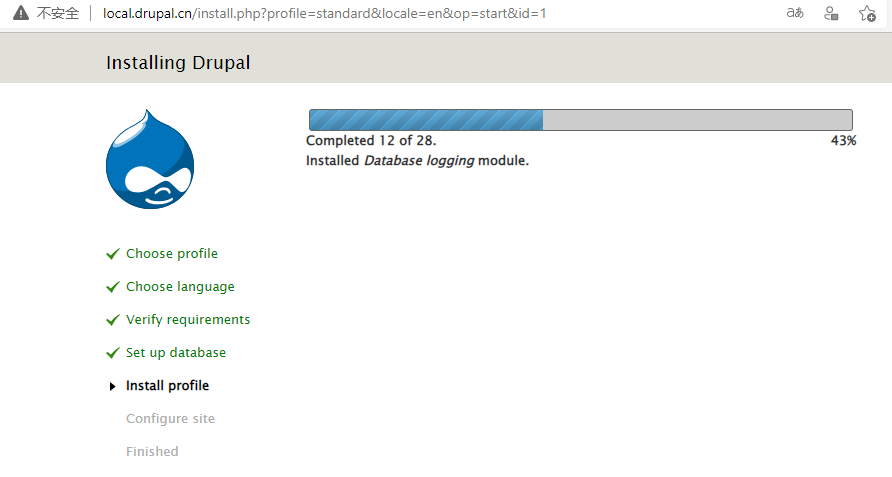 不安全 local.drupal.cn/install.php?profile=standard&locale=en&op=start&id=1 aあ
Installing Drupal
Completed 12 of 28. 43%
Installed Database logging module.
Choose profile
Choose language
Verify requirements
Set up database
Install profile
Configure site
Finished